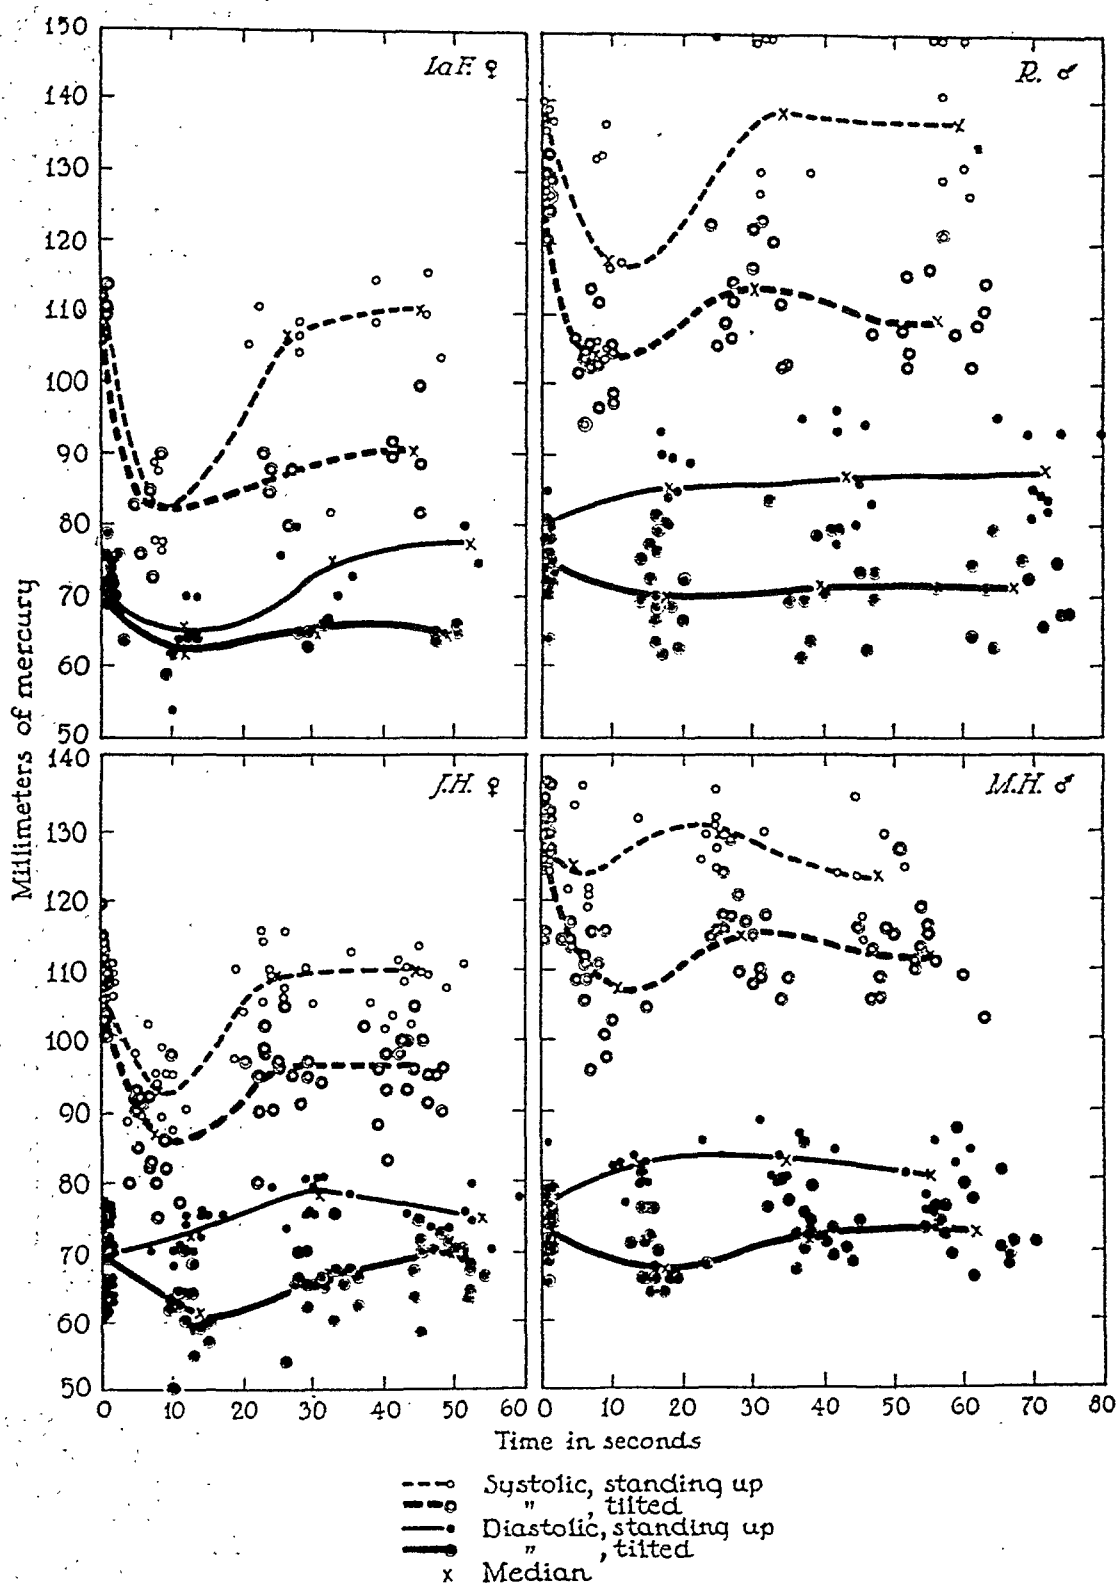 150
140
130
120
110
100
90
80
70
60
50
LaF. ♀
R. ♂
Millimeters of mercury
140
130
120
110
100
90
80
70
60
50
J.H. ♀
M.H. ♂
0 10 20 30 40 50 60 0 10 20 30 40 50 60 70 80
Time in seconds
Systolic, standing up
" , tilted
Diastolic, standing up
" , tilted
x Median